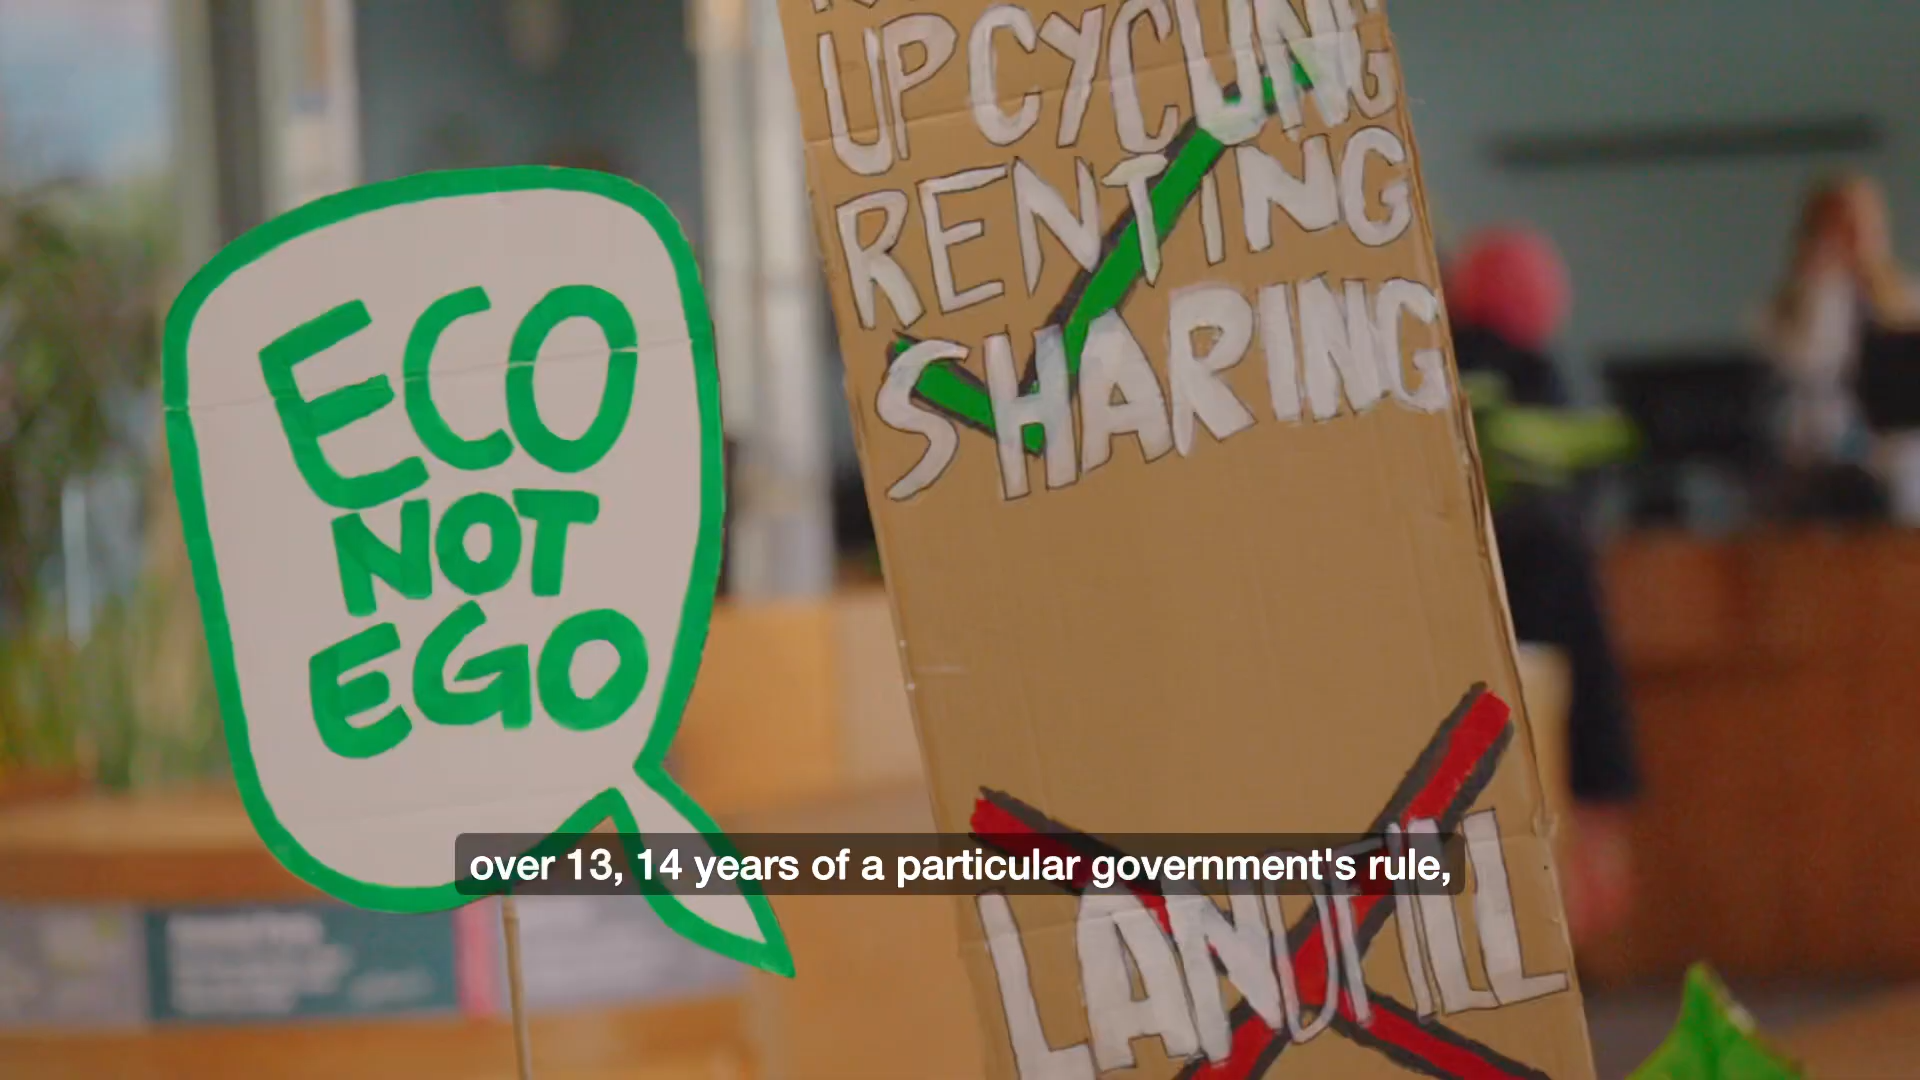 ECO
NOT
EGO
UPCYCLING
RENTING
SHARING
LANDFILL
over 13, 14 years of a particular government's rule,